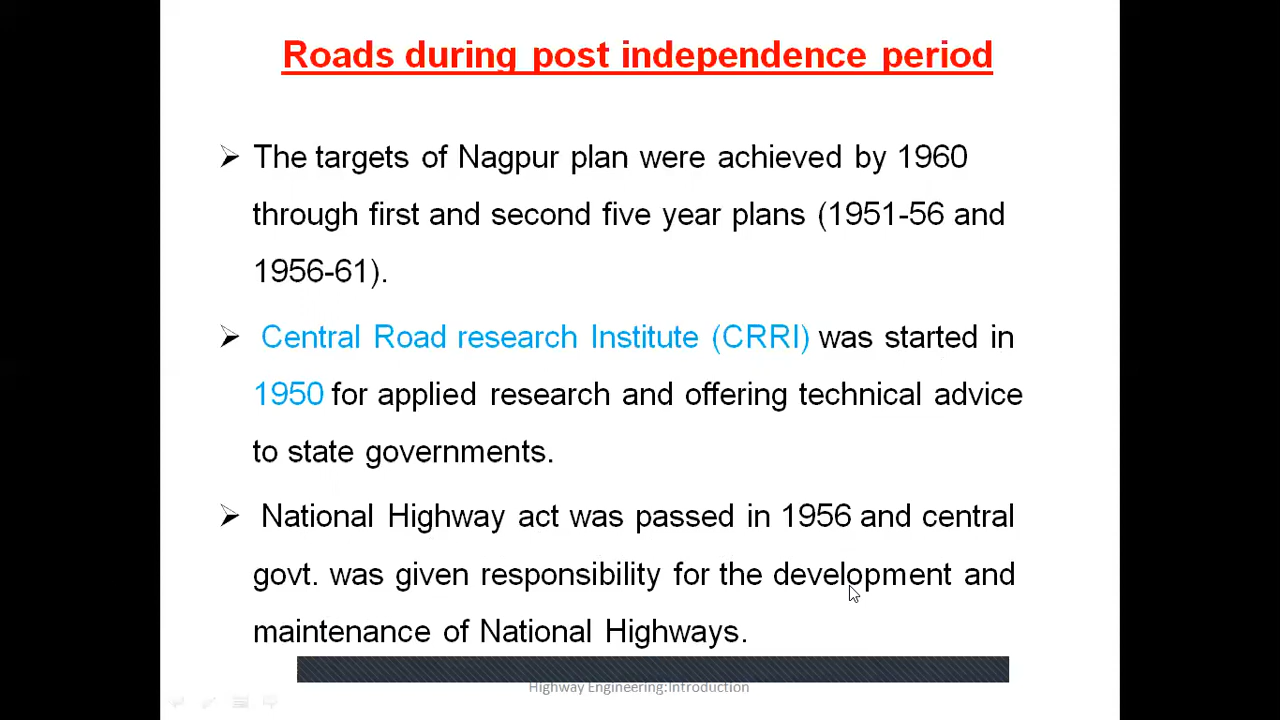 Roads during post independence period
The targets of Nagpur plan were achieved by 1960
through first and second five year plans (1951-56 and
1956-61).
Central Road research Institute (CRRI) was started in
1950 for applied research and offering technical advice
to state governments.
National Highway act was passed in 1956 and central
govt. was given responsibility for the development and
maintenance of National Highways.
Highway Engineering:Introduction